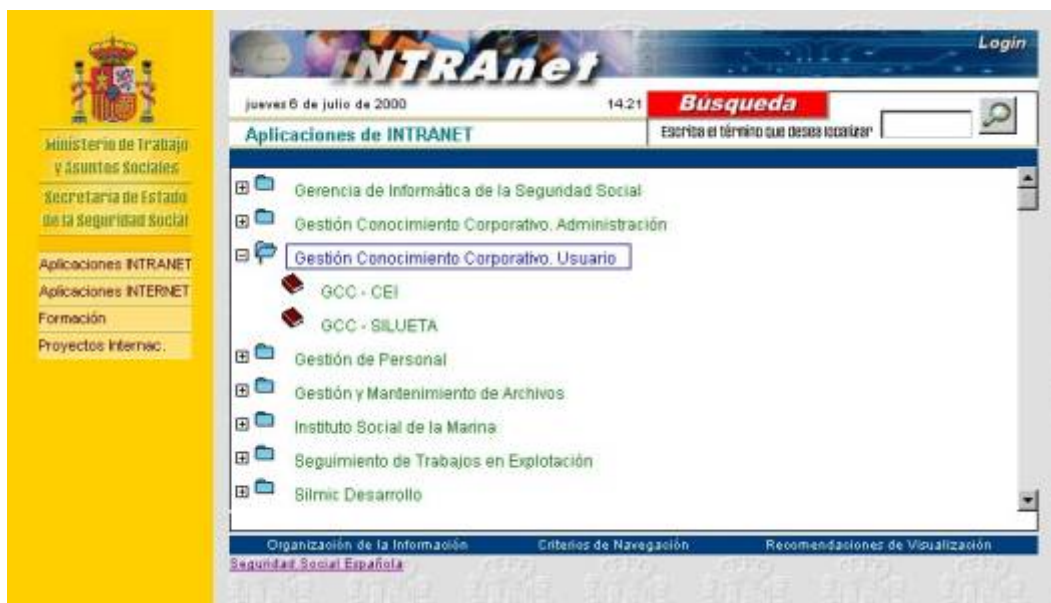 Ministerio de Trabajo
y Asuntos Sociales
Secretaría de Estado
de la Seguridad Social
Aplicaciones INTRANET
Aplicaciones INTERNET
Formación
Proyectos Internac.
INTRAnet
Login
jueves 6 de julio de 2000
14:21
Búsqueda
Aplicaciones de INTRANET
Escriba el término que desea localizar
Gerencia de Informática de la Seguridad Social
Gestión Conocimiento Corporativo. Administración
Gestión Conocimiento Corporativo. Usuario
GCC - CEI
GCC - SILUETA
Gestión de Personal
Gestión y Mantenimiento de Archivos
Instituto Social de la Marina
Seguimiento de Trabajos en Explotación
Silmic Desarrollo
Organización de la Información
Criterios de Navegación
Recomendaciones de Visualización
Seguridad Social Española